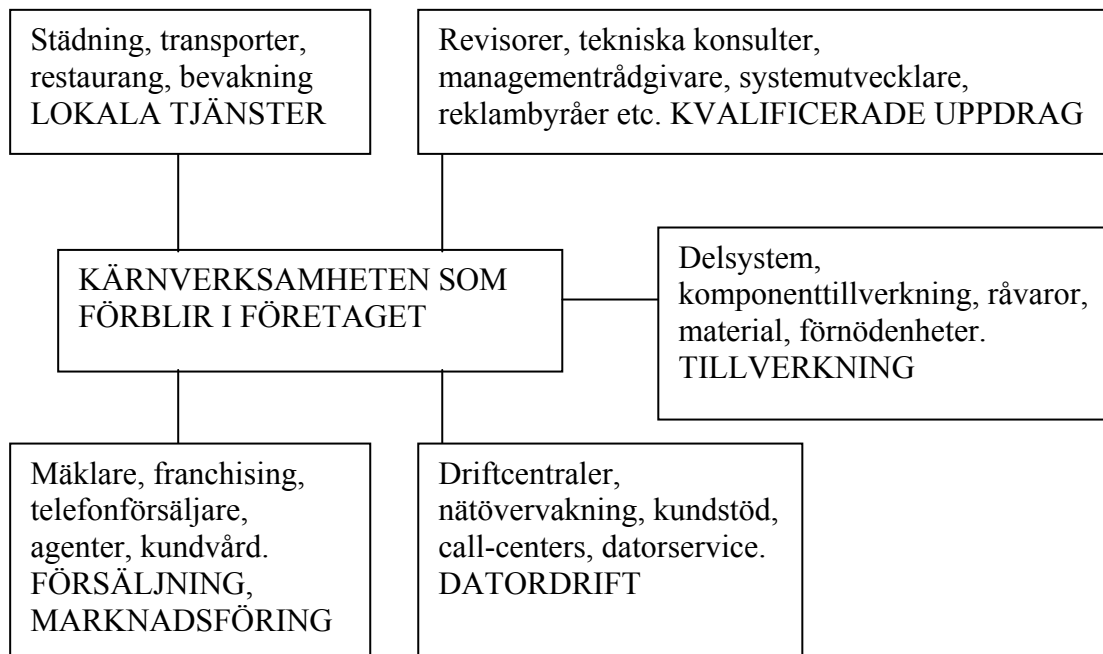 Städning, transporter,
restaurang, bevakning
LOKALA TJÄNSTER
Revisorer, tekniska konsulter,
managementrådgivare, systemutvecklare,
reklambyråer etc. KVALIFICERADE UPPDRAG
KÄRNVERKSAMHETEN SOM
FÖRBLIR I FÖRETAGET
Delsystem,
komponenttillverkning, råvaror,
material, förnödenheter.
TILLVERKNING
Mäklare, franchising,
telefonförsäljare,
agenter, kundvård.
FÖRSÄLJNING,
MARKNADSFÖRING
Driftcentraler,
nätövervakning, kundstöd,
call-centers, datorservice.
DATORDRIFT